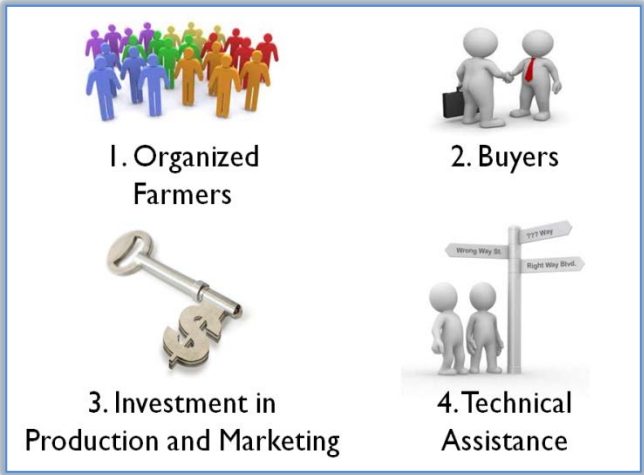 1. Organized
Farmers
2. Buyers
??? Way
Wrong Way St.
Right Way Blvd.
3. Investment in
Production and Marketing
4. Technical
Assistance